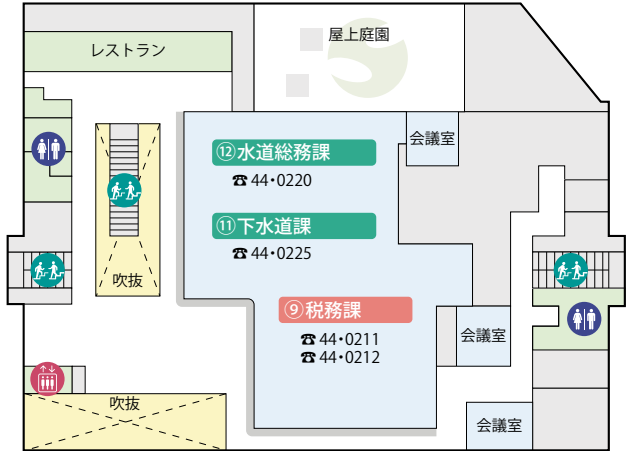 レストラン
屋上庭園
会議室
⑫水道総務課
☎ 44・0220
⑪下水道課
☎ 44・0225
吹抜
⑨税務課
☎ 44・0211
☎ 44・0212
会議室
吹抜
会議室